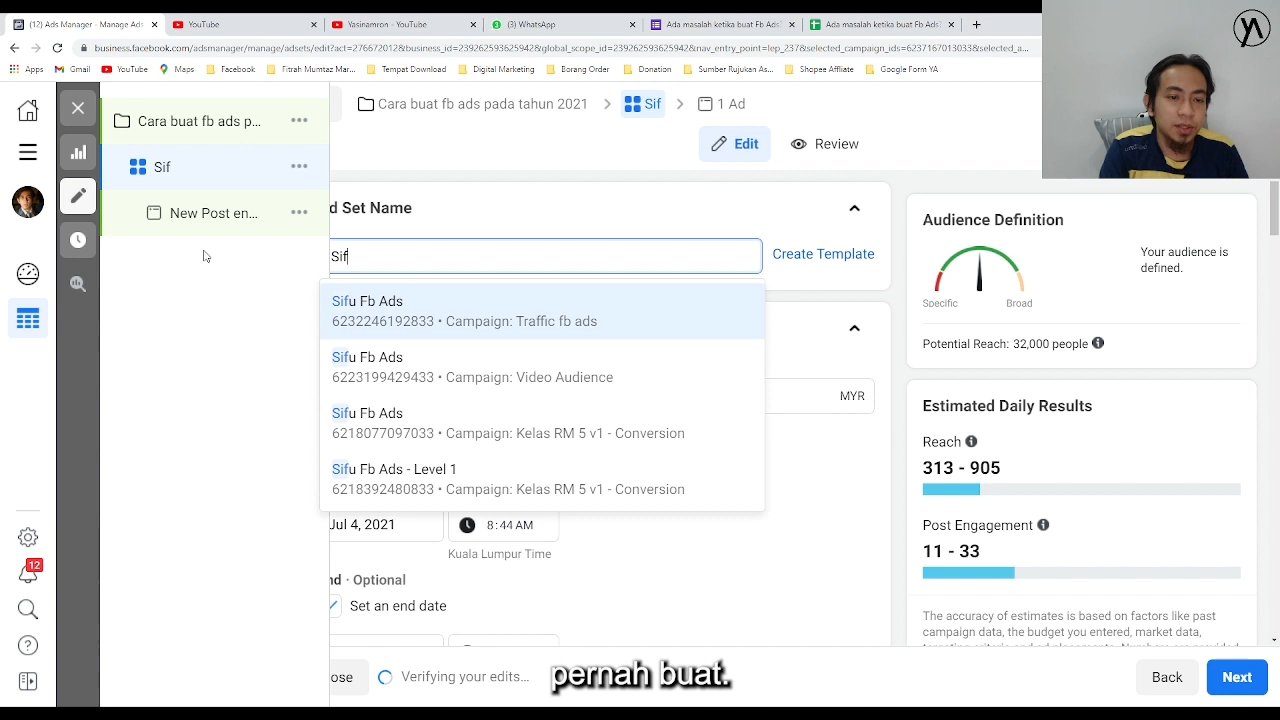 (12) Ads Manager - Manage Ads
YouTube
Yasinamron - YouTube
(3) WhatsApp
Ada masalah ketika buat Fb Ads
Ada masalah ketika buat Fb Ads
business.facebook.com/adsmanager/manage/adsets/edit?act=276672012&business_id=239262593625942&global_scope_id=239262593625942&nav_entry_point=lep_237&selected_campaign_ids=6237167013033&selected_a...
Apps
Gmail
YouTube
Maps
Facebook
Fitrah Mumtaz Mar...
Tempat Download
Digital Marketing
Borang Order
Donation
Sumber Rujukan As...
Shopee Affliate
Google Form YA
Cara buat fb ads p...
Sif
New Post en...
Cara buat fb ads pada tahun 2021
Sif
1 Ad
Edit
Review
d Set Name
Sif
Create Template
Sifu Fb Ads
6232246192833 • Campaign: Traffic fb ads
Sifu Fb Ads
6223199429433 • Campaign: Video Audience
Sifu Fb Ads
6218077097033 • Campaign: Kelas RM 5 v1 - Conversion
Sifu Fb Ads - Level 1
6218392480833 • Campaign: Kelas RM 5 v1 - Conversion
MYR
Jul 4, 2021
8:44 AM
Kuala Lumpur Time
nd · Optional
Set an end date
12
Audience Definition
Your audience is
defined.
Specific
Broad
Potential Reach: 32,000 people
Estimated Daily Results
Reach
313 - 905
Post Engagement
11 - 33
The accuracy of estimates is based on factors like past
campaign data, the budget you entered, market data,
ose
Verifying your edits...
Back
Next
pernah buat.